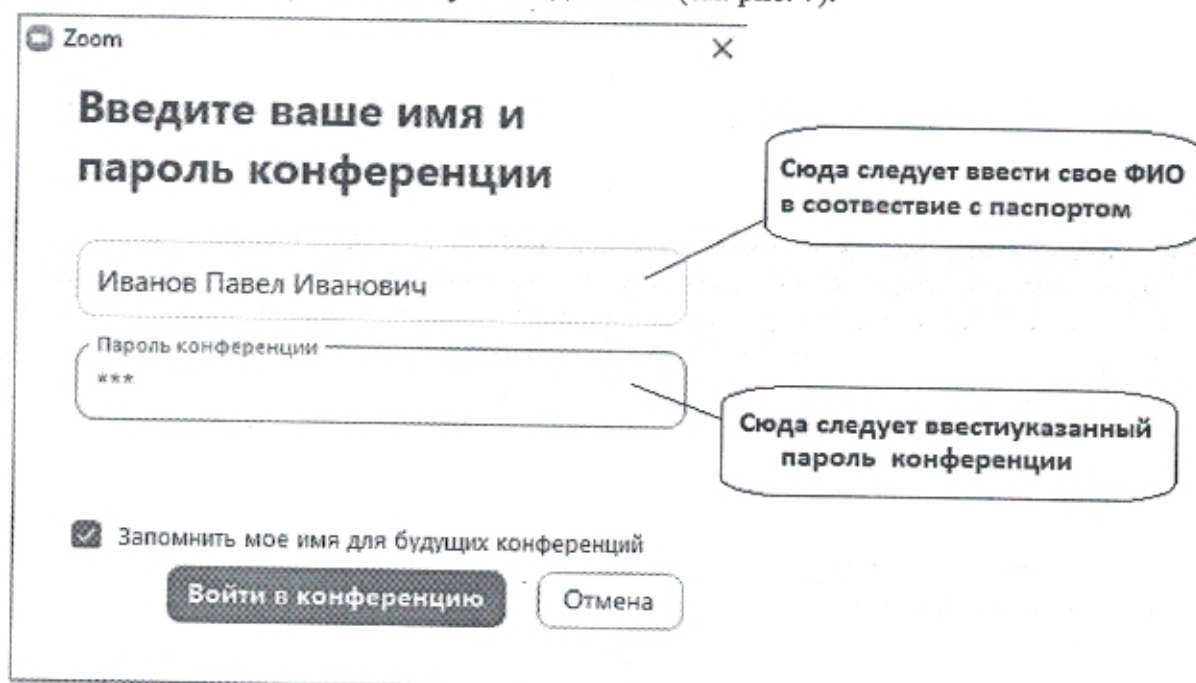 Zoom
Введите ваше имя и
пароль конференции
Сюда следует ввести свое ФИО
в соотвествие с паспортом
Иванов Павел Иванович
Пароль конференции
***
Сюда следует ввестиуказанный
пароль конференции
Запомнить мое имя для будущих конференций
Войти в конференцию
Отмена